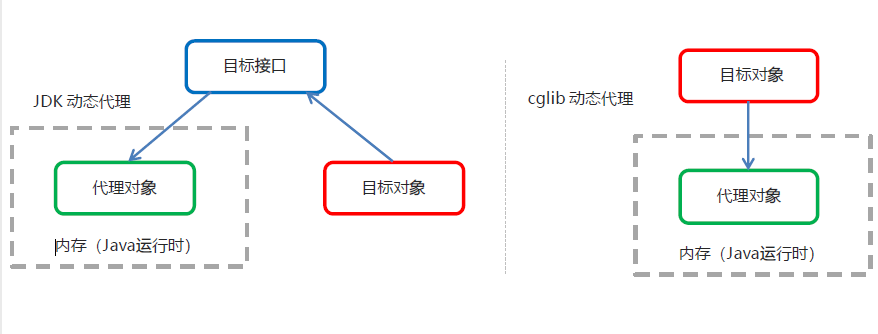 目标接口
JDK 动态代理
代理对象
目标对象
内存（Java运行时）
目标对象
cglib 动态代理
代理对象
内存（Java运行时）